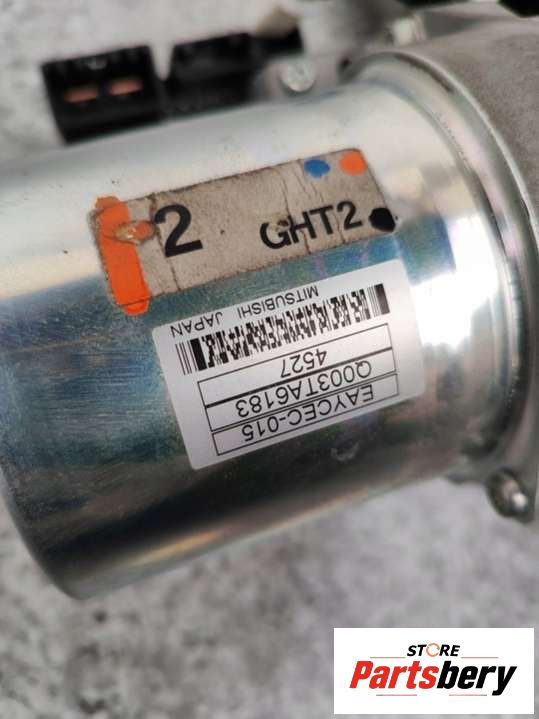 2 GHT2
MITSUBISHI JAPAN
4527
Q003TA6183
EAYCEC-015
STORE
Partsbery